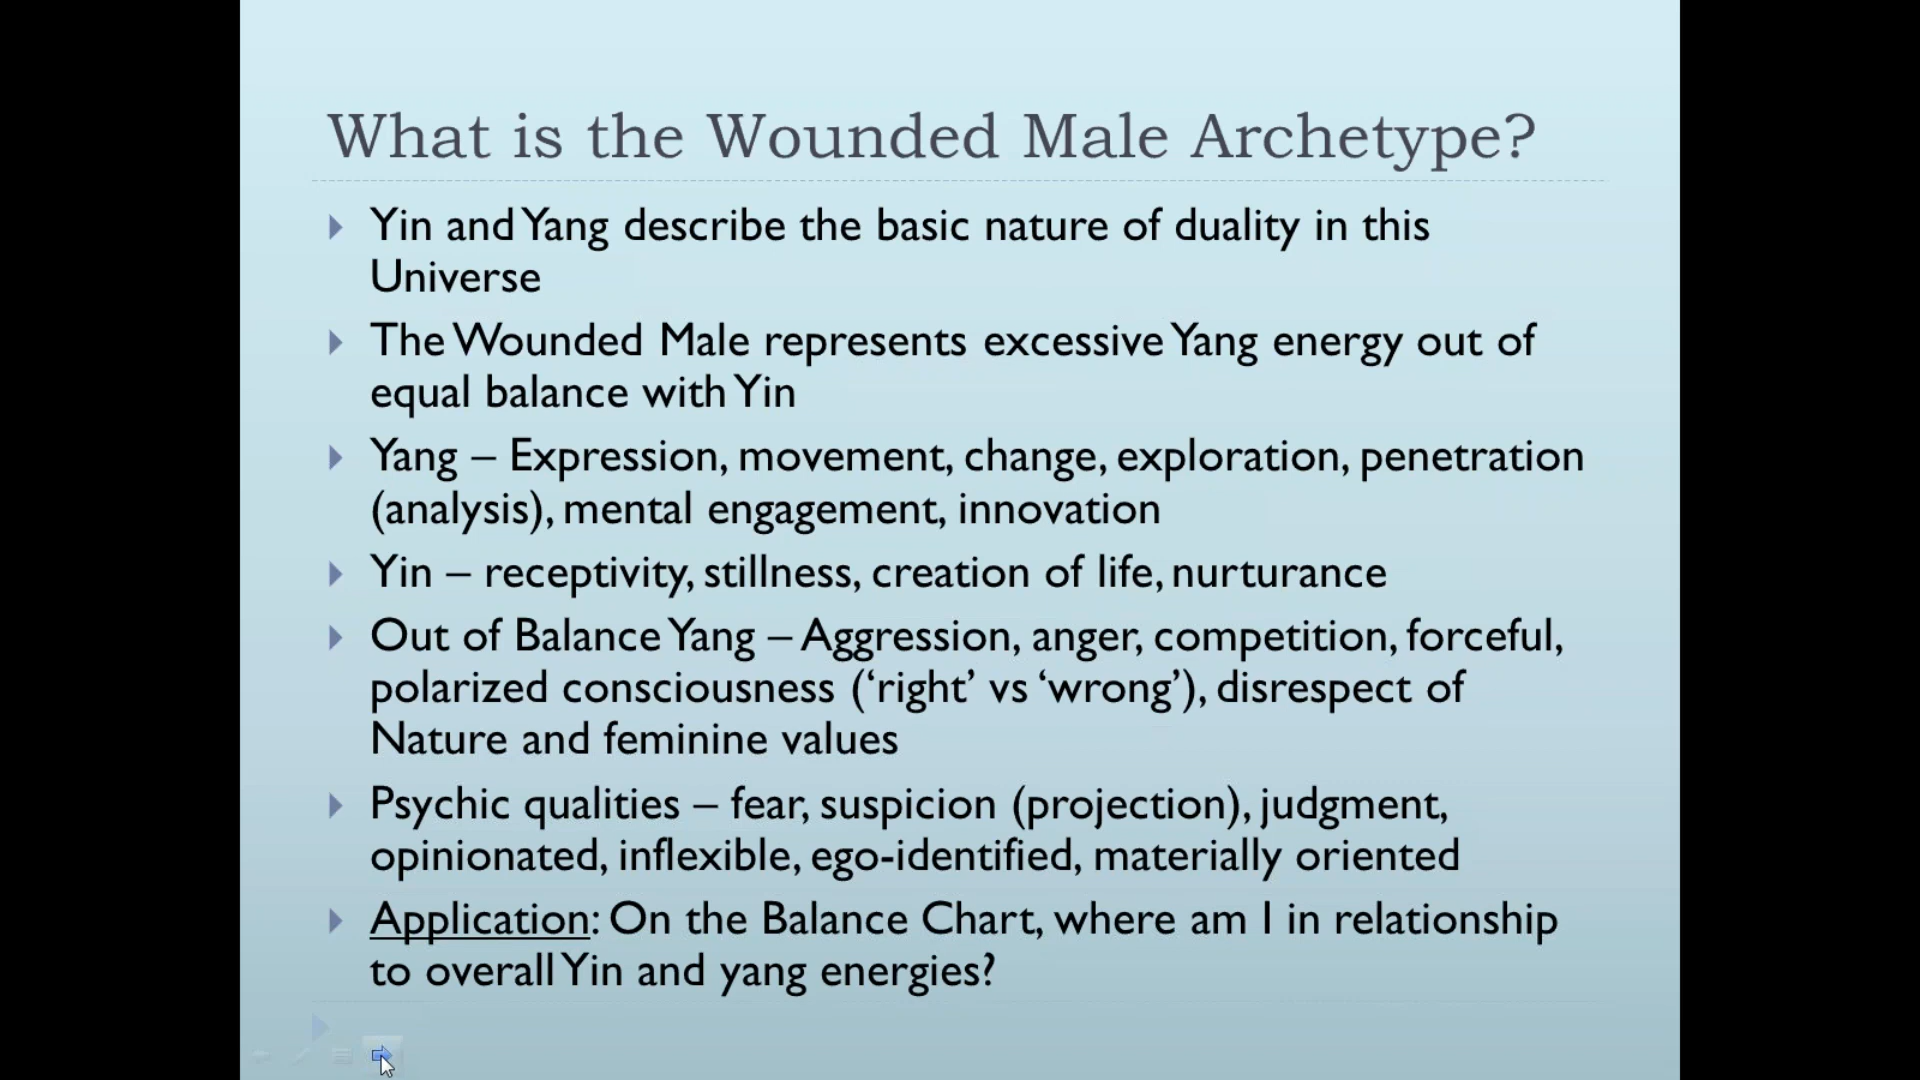 What is the Wounded Male Archetype?
Yin and Yang describe the basic nature of duality in this
Universe
The Wounded Male represents excessive Yang energy out of
equal balance with Yin
Yang – Expression, movement, change, exploration, penetration
(analysis), mental engagement, innovation
Yin – receptivity, stillness, creation of life, nurturance
Out of Balance Yang – Aggression, anger, competition, forceful,
polarized consciousness (‘right’ vs ‘wrong’), disrespect of
Nature and feminine values
Psychic qualities – fear, suspicion (projection), judgment,
opinionated, inflexible, ego-identified, materially oriented
Application: On the Balance Chart, where am I in relationship
to overall Yin and yang energies?